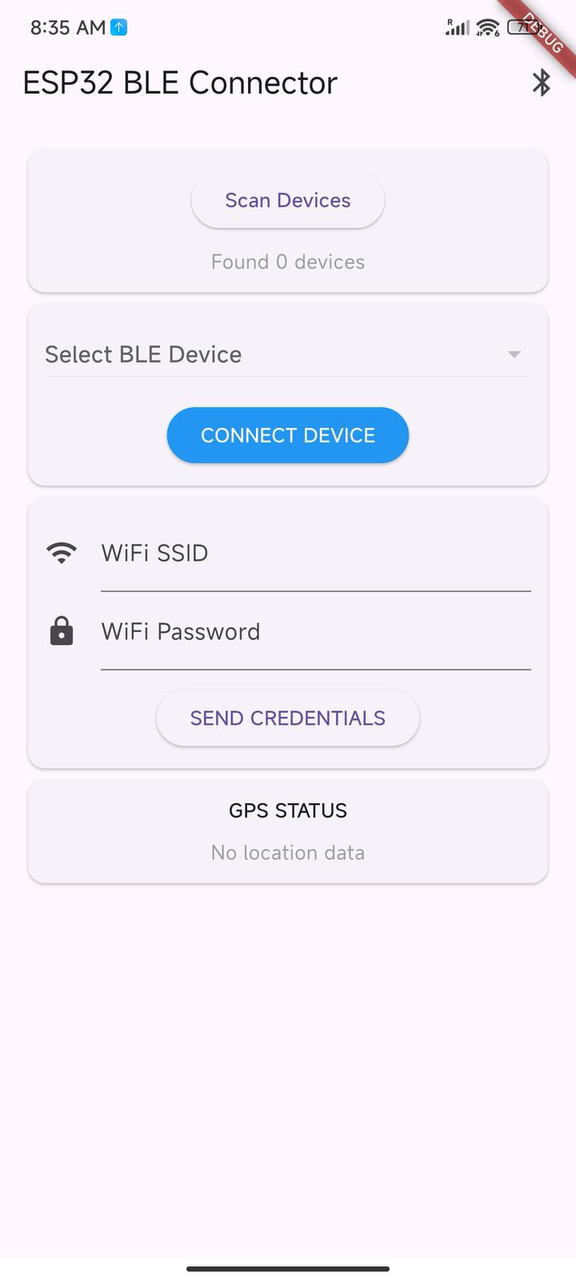 8:35 AM
R
6
DEBUG
ESP32 BLE Connector
Scan Devices
Found 0 devices
Select BLE Device
CONNECT DEVICE
WiFi SSID
WiFi Password
SEND CREDENTIALS
GPS STATUS
No location data